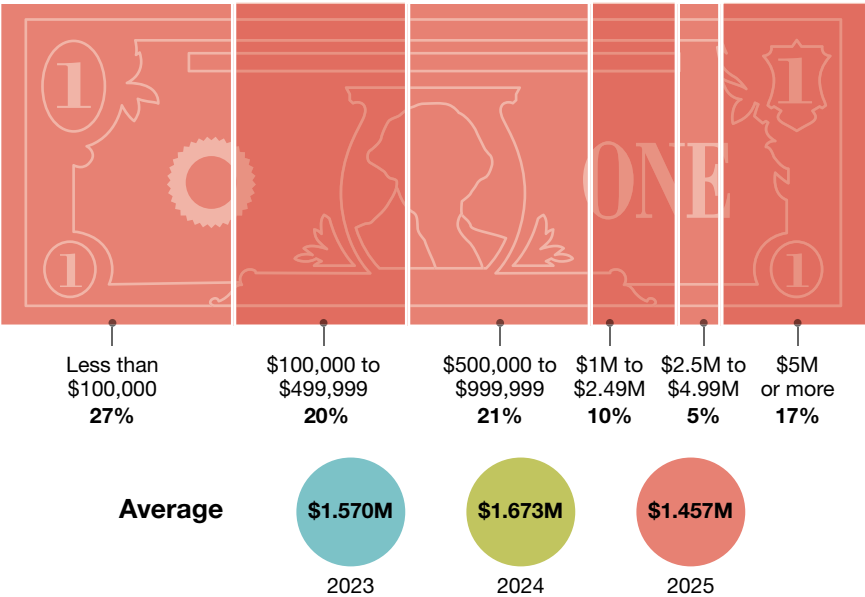 1
1
ONE
1
1
Less than
$100,000
27%
$100,000 to
$499,999
20%
$500,000 to
$999,999
21%
$1M to
$2.49M
10%
$2.5M to
$4.99M
5%
$5M
or more
17%
Average
$1.570M
$1.673M
$1.457M
2023
2024
2025